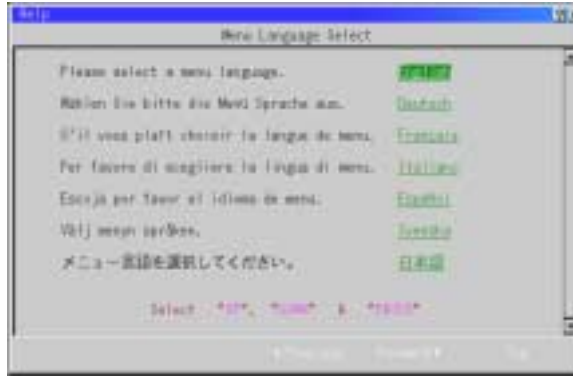 Help
Menu Language Select
Please select a menu language.
Wählen Sie bitte die Menü Sprache aus. Deutsch
S'il vous plaît choisir la langue de menu. Français
Per favore di scegliere la lingua di menu. Italiano
Escoja por favor el idioma de menu. Español
Välj menyn språken. Svenska
メニュー言語を選択してください。 日本語
Select "UP", "DOWN" & "PRESS"